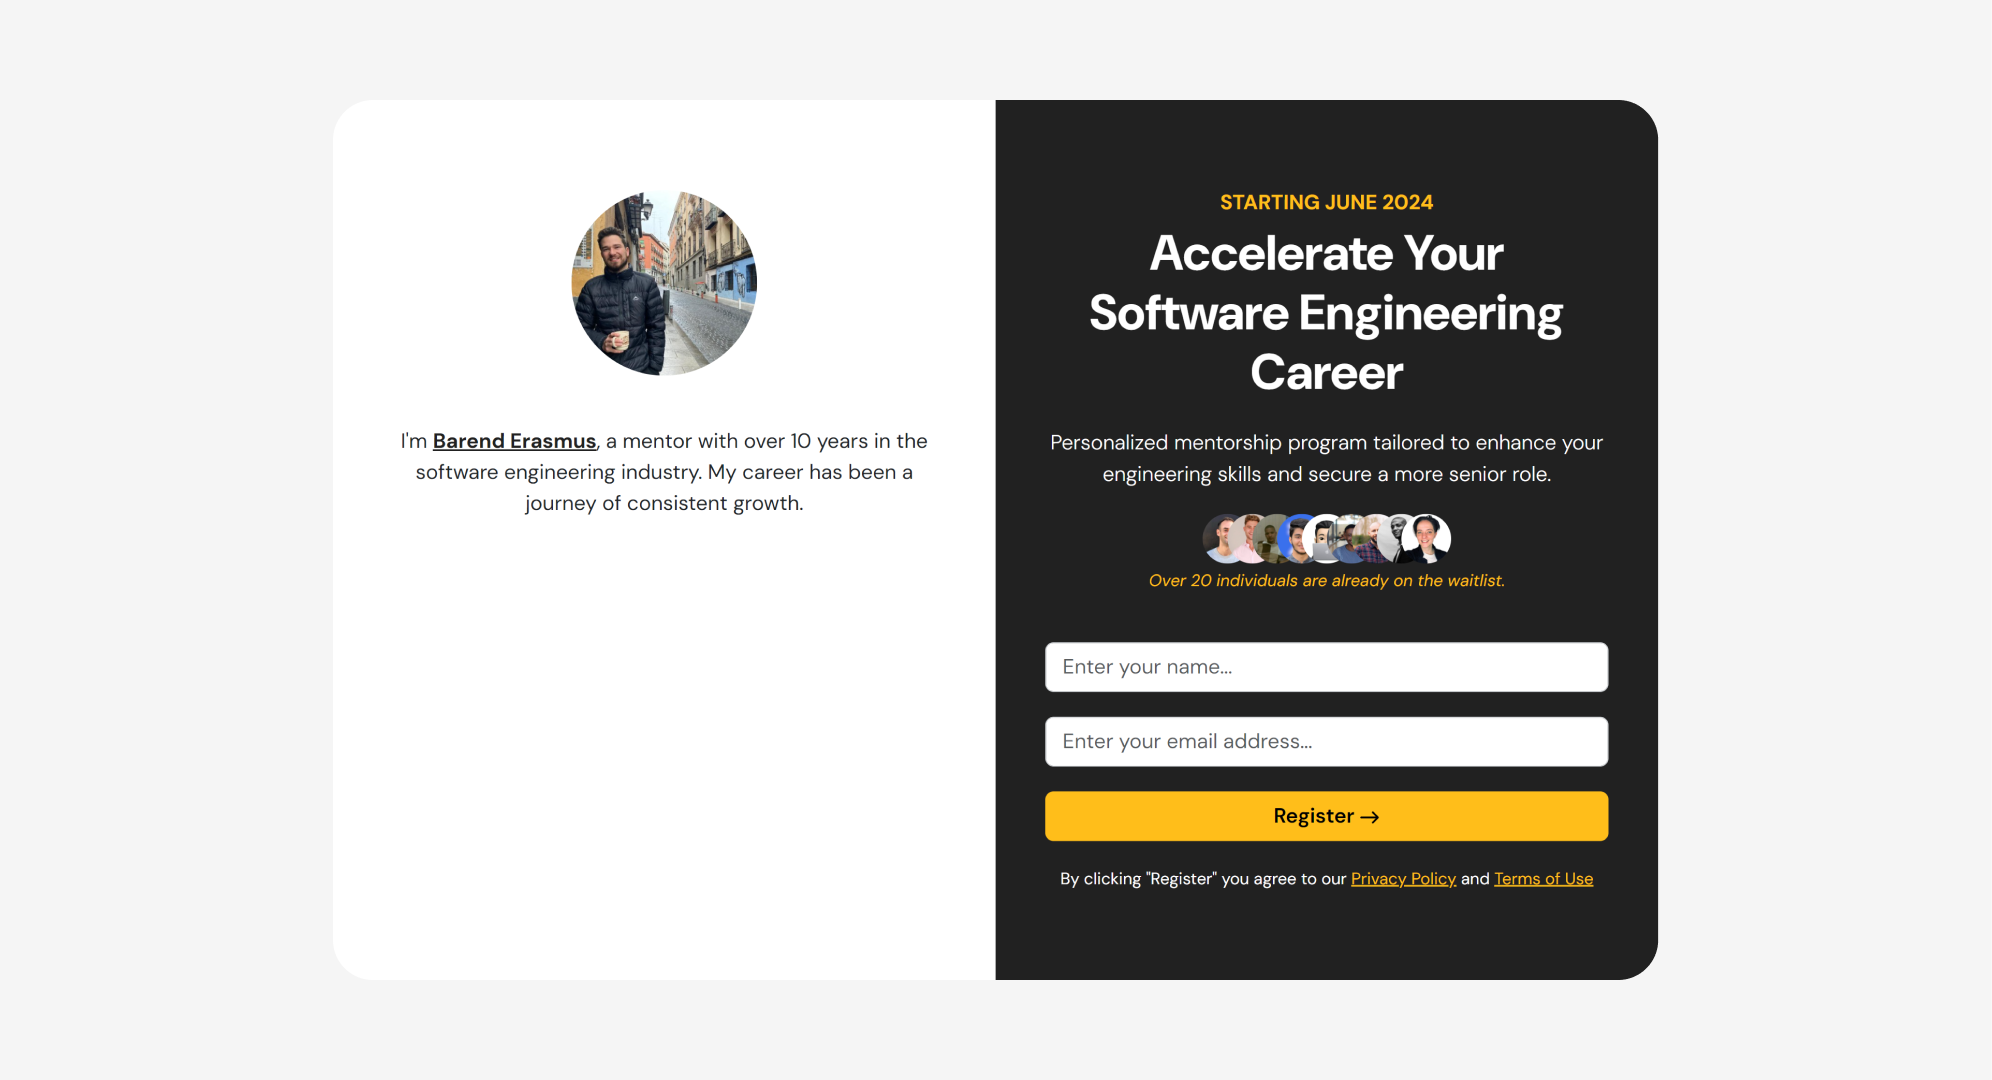 I'm Barend Erasmus, a mentor with over 10 years in the
software engineering industry. My career has been a
journey of consistent growth.
STARTING JUNE 2024
Accelerate Your
Software Engineering
Career
Personalized mentorship program tailored to enhance your
engineering skills and secure a more senior role.
Over 20 individuals are already on the waitlist.
Enter your name...
Enter your email address...
Register →
By clicking "Register" you agree to our Privacy Policy and Terms of Use